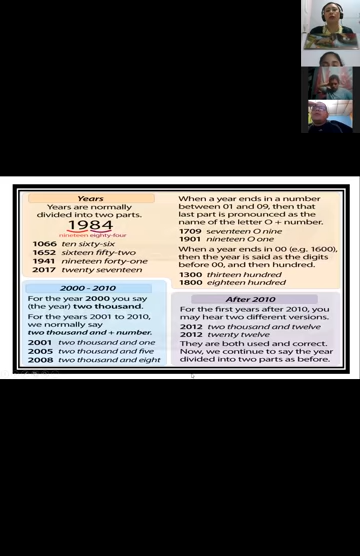 Years
Years are normally
divided into two parts.
1984
nineteen eighty-four
1066 ten sixty-six
1652 sixteen fifty-two
1941 nineteen forty-one
2017 twenty seventeen
2000 - 2010
For the year 2000 you say
(the year) two thousand.
For the years 2001 to 2010,
we normally say
two thousand and + number.
2001 two thousand and one
2005 two thousand and five
2008 two thousand and eight
When a year ends in a number
between 01 and 09, then that
last part is pronounced as the
name of the letter O + number.
1709 seventeen O nine
1901 nineteen O one
When a year ends in 00 (e.g. 1600),
then the year is said as the digits
before 00, and then hundred.
1300 thirteen hundred
1800 eighteen hundred
After 2010
For the first years after 2010, you
may hear two different versions.
2012 two thousand and twelve
2012 twenty twelve
They are both used and correct.
Now, we continue to say the year
divided into two parts as before.